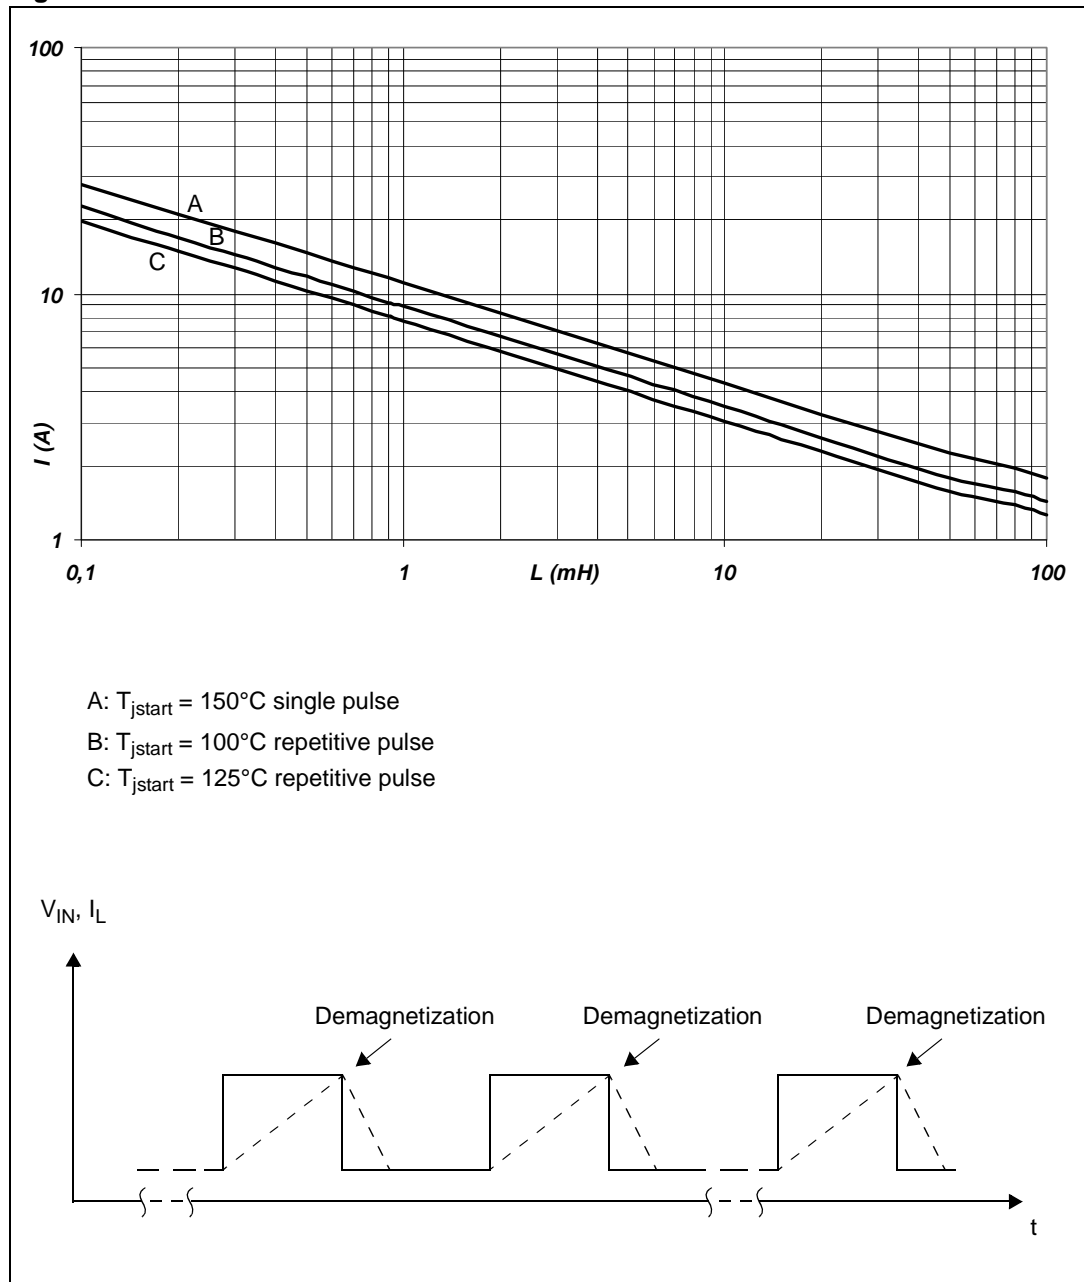 100
10
1
I (A)
A
B
C
0,1 1 L (mH) 10 100
A: Tjstart = 150°C single pulse
B: Tjstart = 100°C repetitive pulse
C: Tjstart = 125°C repetitive pulse
VIN, IL
Demagnetization Demagnetization Demagnetization
t